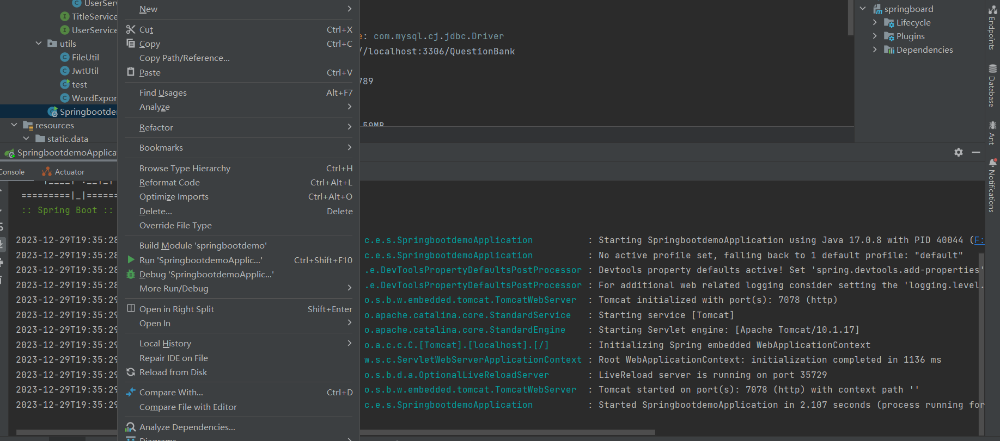 UserServ
TitleService
UserService
utils
FileUtil
JwtUtil
test
WordExpor
Springbootde
resources
static.data
New
Cut Ctrl+X
Copy Ctrl+C
Copy Path/Reference...
Paste Ctrl+V
Find Usages Alt+F7
Analyze
Refactor
Bookmarks
Browse Type Hierarchy Ctrl+H
Reformat Code Ctrl+Alt+L
Optimize Imports Ctrl+Alt+O
Delete... Delete
Override File Type
Build Module 'springbootdemo'
Run 'SpringbootdemoApplic...' Ctrl+Shift+F10
Debug 'SpringbootdemoApplic...'
More Run/Debug
Open in Right Split Shift+Enter
Open In
Local History
Repair IDE on File
Reload from Disk
Compare With... Ctrl+D
Compare File with Editor
Analyze Dependencies...
Diagrams
e: com.mysql.cj.jdbc.Driver
//localhost:3306/QuestionBank
789
50MB
springboard
Lifecycle
Plugins
Dependencies
Endpoints
Database
Ant
Notifications
SpringbootdemoApplica
Console Actuator
=========|_|======
:: Spring Boot ::
2023-12-29T19:35:28 c.e.s.SpringbootdemoApplication : Starting SpringbootdemoApplication using Java 17.0.8 with PID 40044 (F:
2023-12-29T19:35:28 c.e.s.SpringbootdemoApplication : No active profile set, falling back to 1 default profile: "default"
2023-12-29T19:35:28 .e.DevToolsPropertyDefaultsPostProcessor : Devtools property defaults active! Set 'spring.devtools.add-properties'
2023-12-29T19:35:28 .e.DevToolsPropertyDefaultsPostProcessor : For additional web related logging consider setting the 'logging.level.
2023-12-29T19:35:29 o.s.b.w.embedded.tomcat.TomcatWebServer : Tomcat initialized with port(s): 7078 (http)
2023-12-29T19:35:29 o.apache.catalina.core.StandardService : Starting service [Tomcat]
2023-12-29T19:35:29 o.apache.catalina.core.StandardEngine : Starting Servlet engine: [Apache Tomcat/10.1.17]
2023-12-29T19:35:29 o.a.c.c.C.[Tomcat].[localhost].[/] : Initializing Spring embedded WebApplicationContext
2023-12-29T19:35:29 w.s.c.ServletWebServerApplicationContext : Root WebApplicationContext: initialization completed in 1136 ms
2023-12-29T19:35:29 o.s.b.d.a.OptionalLiveReloadServer : LiveReload server is running on port 35729
2023-12-29T19:35:29 o.s.b.w.embedded.tomcat.TomcatWebServer : Tomcat started on port(s): 7078 (http) with context path ''
2023-12-29T19:35:29 c.e.s.SpringbootdemoApplication : Started SpringbootdemoApplication in 2.107 seconds (process running for